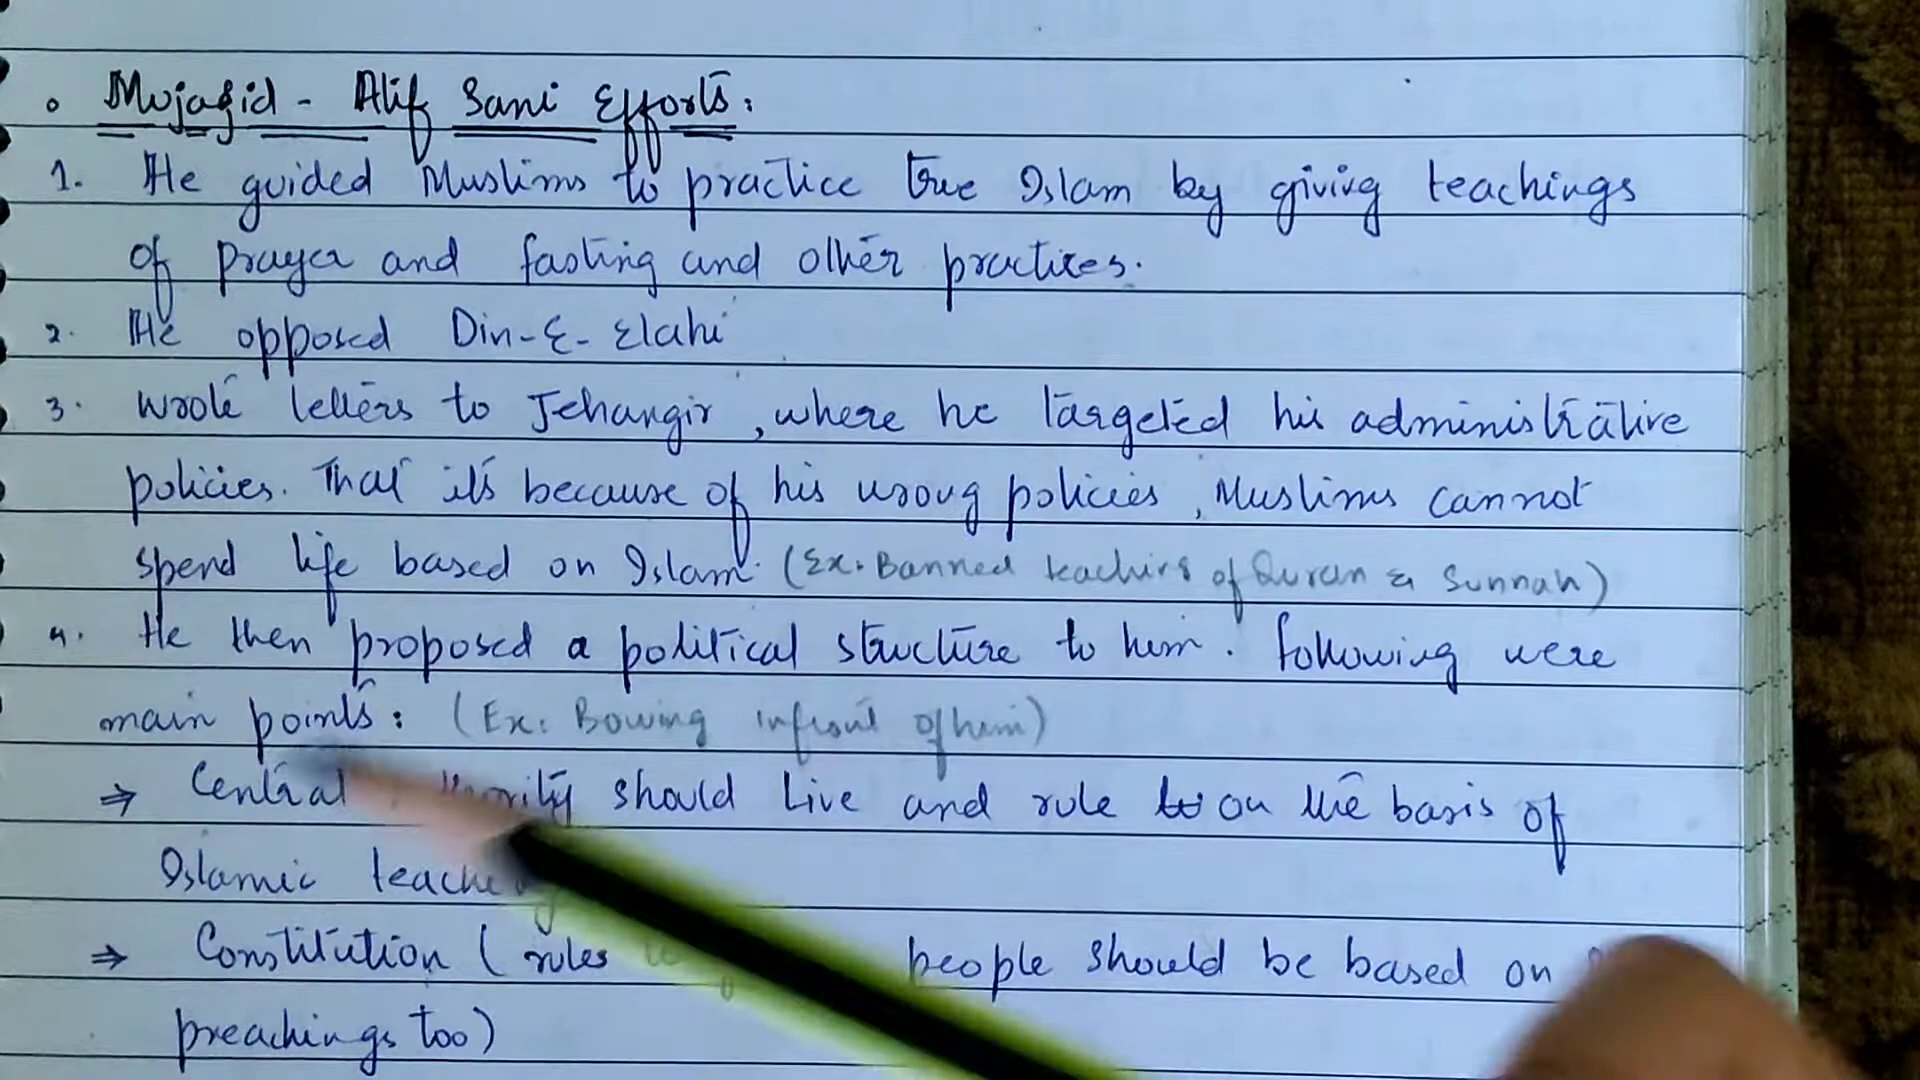 Mujadid - Alif Sani Efforts:
1. He guided Muslims to practice true Islam by giving teachings
of prayer and fasting and other practices.
2. He opposed Din-E-Elahi
3. Wrote letters to Jehangir, where he targeted his administrative
policies. That it's because of his wrong policies, Muslims cannot
spend life based on Islam. (Ex. Banned teachings of Quran & Sunnah)
4. He then proposed a political structure to him. Following were
main points: (Ex: Bowing infront of him)
⇒ Central should live and rule on the basis of
Islamic
⇒ Constitution (rules people should be based on
preachings too)